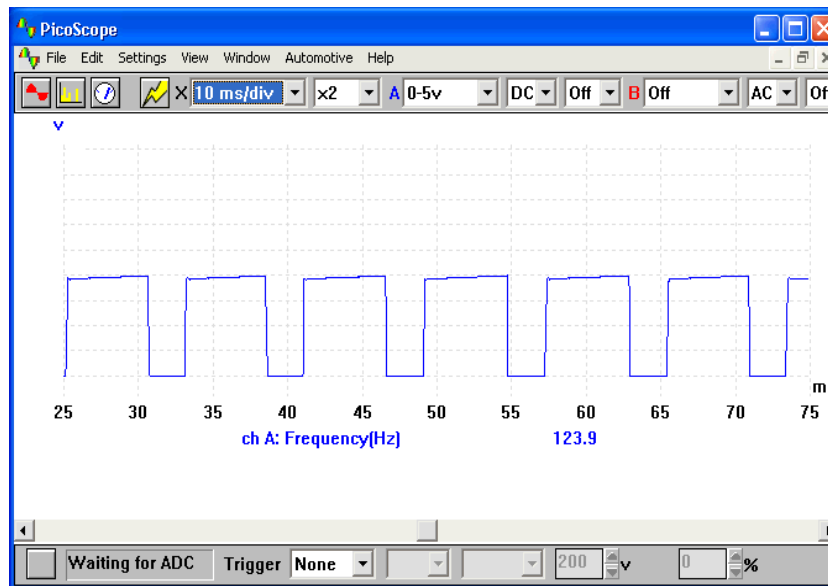 PicoScope
File Edit Settings View Window Automotive Help
X 10 ms/div x2 A 0-5v DC Off B Off AC Of
v
m
25 30 35 40 45 50 55 60 65 70 75
ch A: Frequency(Hz) 123.9
Waiting for ADC Trigger None 200 v 0 %